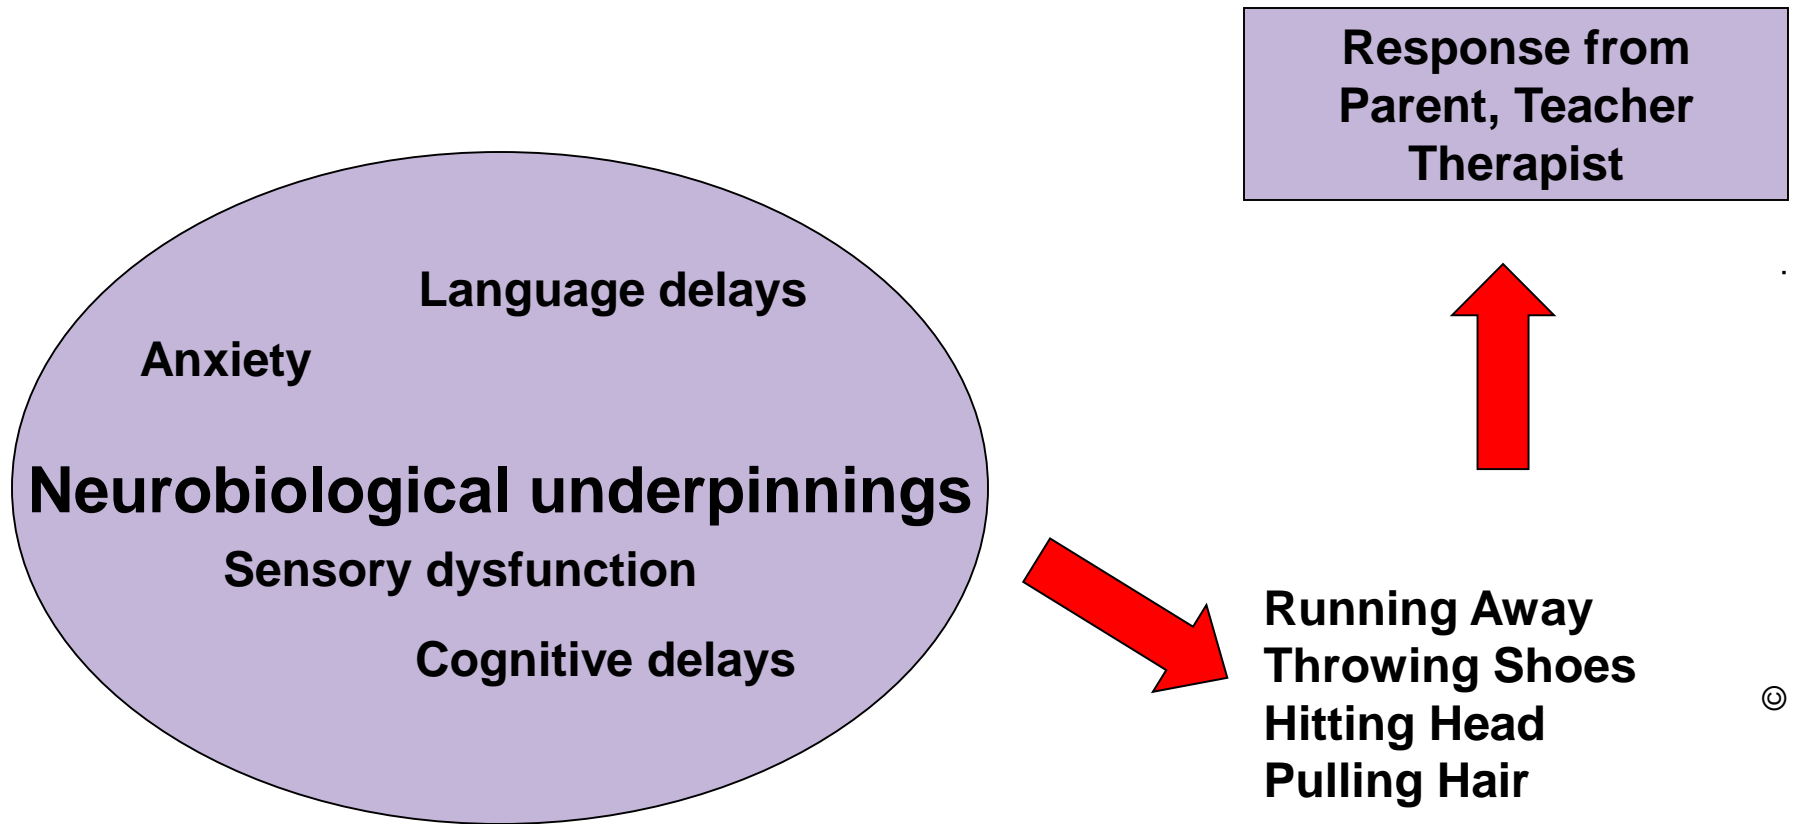 Response from
Parent, Teacher
Therapist
Language delays
Anxiety
Neurobiological underpinnings
Sensory dysfunction
Cognitive delays
Running Away
Throwing Shoes
Hitting Head
Pulling Hair
.
©